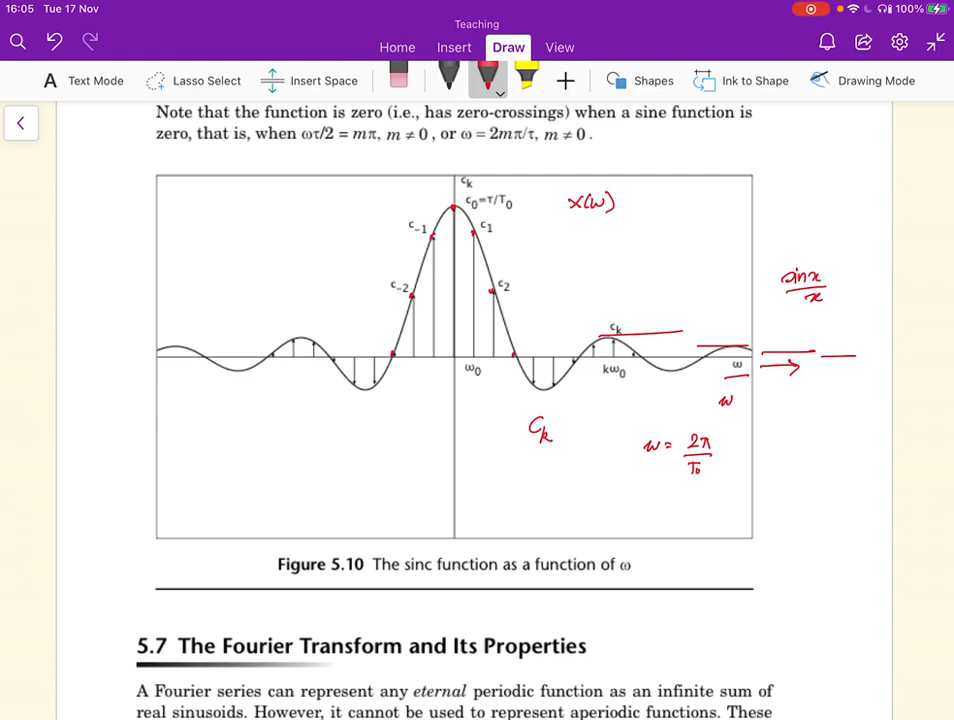 16:05 Tue 17 Nov
100%
Teaching
Home Insert Draw View
A Text Mode Lasso Select Insert Space Shapes Ink to Shape Drawing Mode
Note that the function is zero (i.e., has zero-crossings) when a sine function is
zero, that is, when ωτ/2 = mπ, m ≠ 0, or ω = 2mπ/τ, m ≠ 0.
c_k
c_0=τ/T_0
X(ω)
c_-1
c_1
sinx
x
c_-2
c_2
c_k
ω_0
kω_0
ω
ω
C_k
ω = 2π
T_0
Figure 5.10 The sinc function as a function of ω
5.7 The Fourier Transform and Its Properties
A Fourier series can represent any eternal periodic function as an infinite sum of
real sinusoids. However, it cannot be used to represent aperiodic functions. These